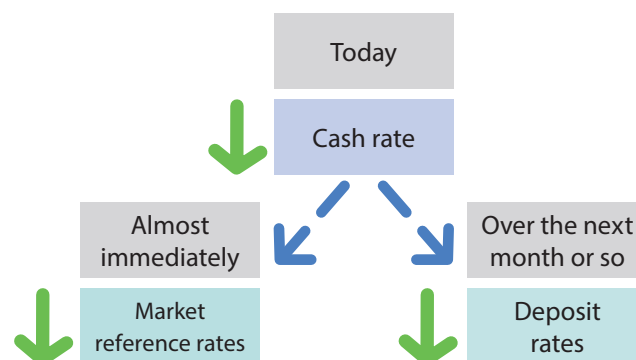 Today
Cash rate
Almost
immediately
Over the next
month or so
Market
reference rates
Deposit
rates